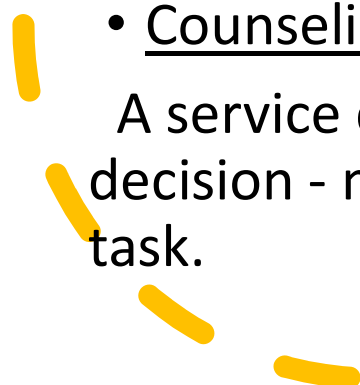 • Counseli
A service
decision -
task.